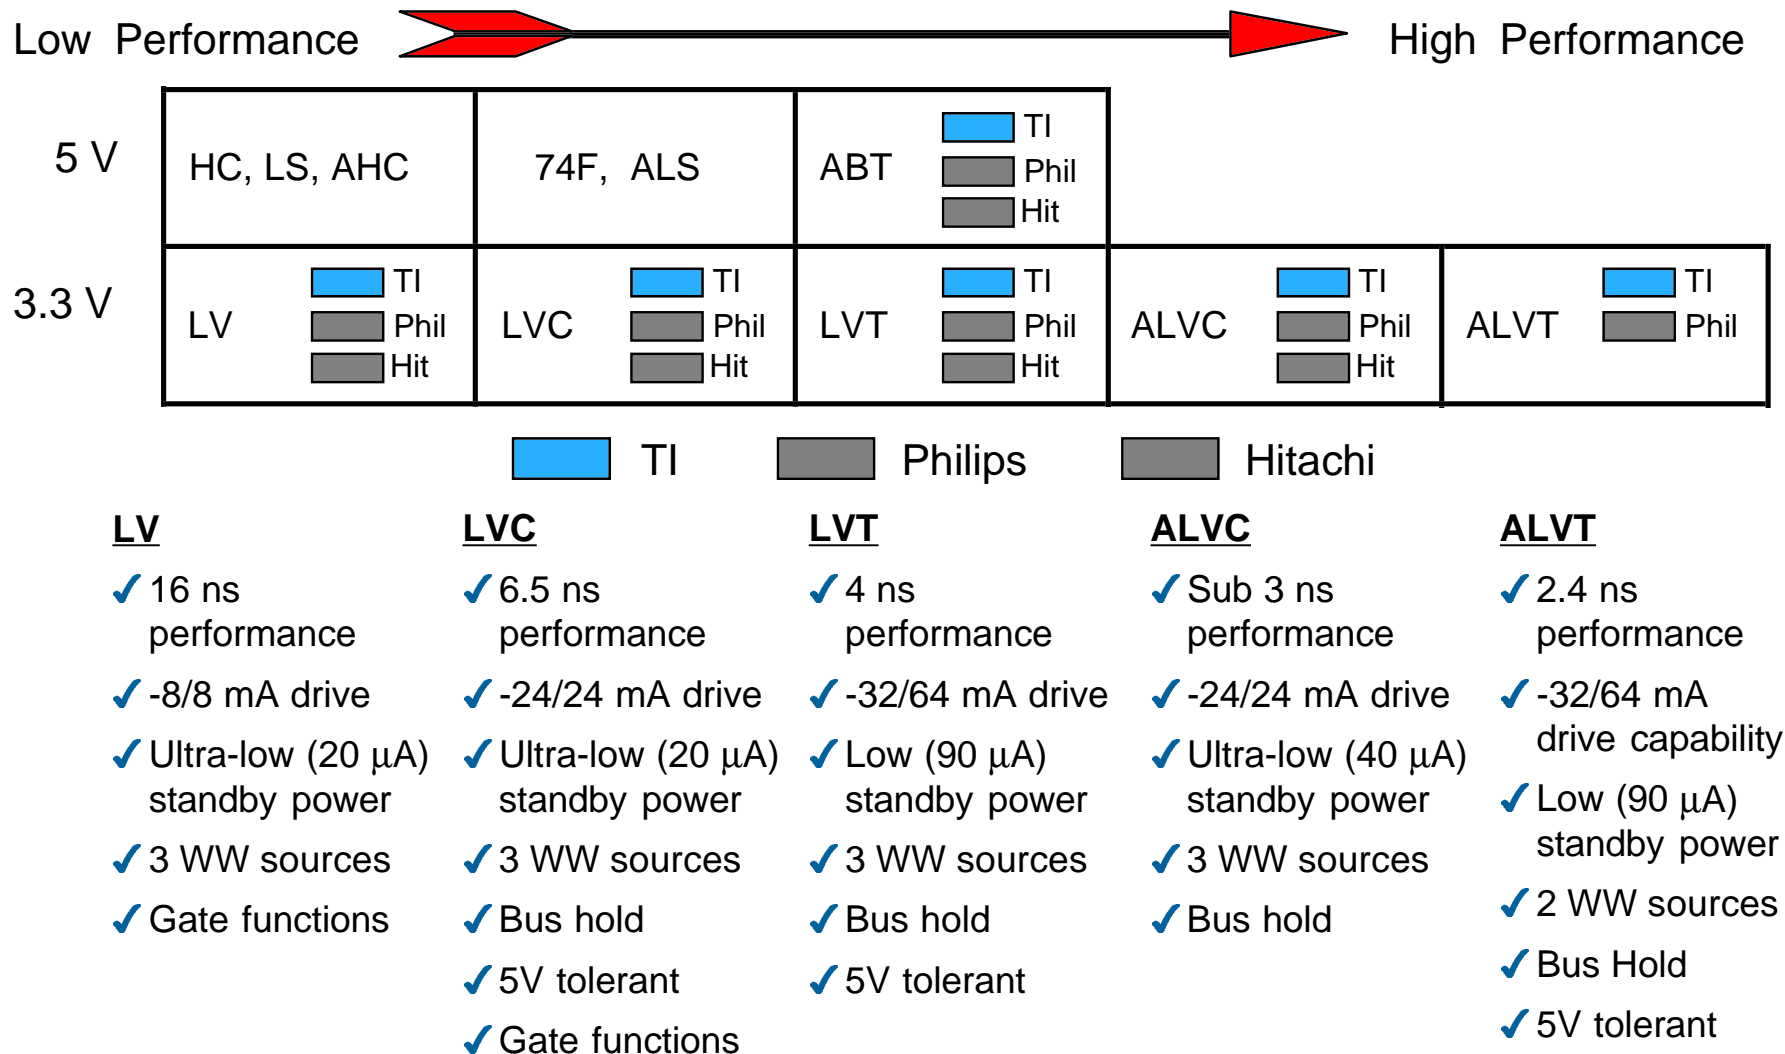 Low Performance
High Performance
5 V
HC, LS, AHC
74F, ALS
ABT
TI
Phil
Hit
3.3 V
LV
TI
Phil
Hit
LVC
TI
Phil
Hit
LVT
TI
Phil
Hit
ALVC
TI
Phil
Hit
ALVT
TI
Phil
TI
Philips
Hitachi
LV
16 ns
performance
-8/8 mA drive
Ultra-low (20 μA)
standby power
3 WW sources
Gate functions
LVC
6.5 ns
performance
-24/24 mA drive
Ultra-low (20 μA)
standby power
3 WW sources
Bus hold
5V tolerant
Gate functions
LVT
4 ns
performance
-32/64 mA drive
Low (90 μA)
standby power
3 WW sources
Bus hold
5V tolerant
ALVC
Sub 3 ns
performance
-24/24 mA drive
Ultra-low (40 μA)
standby power
3 WW sources
Bus hold
ALVT
2.4 ns
performance
-32/64 mA
drive capability
Low (90 μA)
standby power
2 WW sources
Bus Hold
5V tolerant